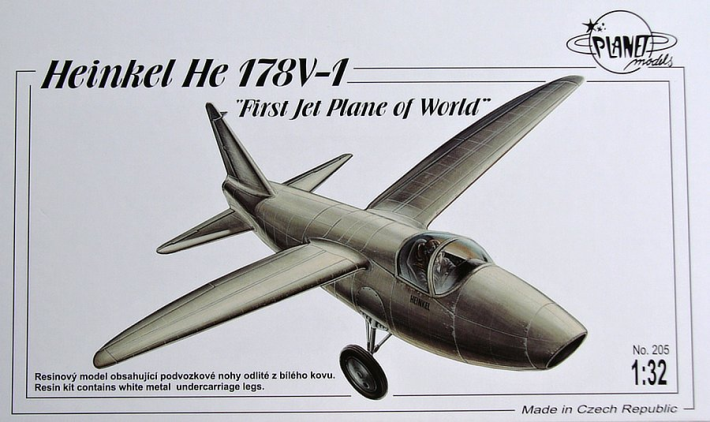 Heinkel He 178V-1
"First Jet Plane of World"
PLANET
models
HEINKEL
No. 205
1:32
Resinový model obsahující podvozkové nohy odlité z bílého kovu.
Resin kit contains white metal undercarriage legs.
Made in Czech Republic